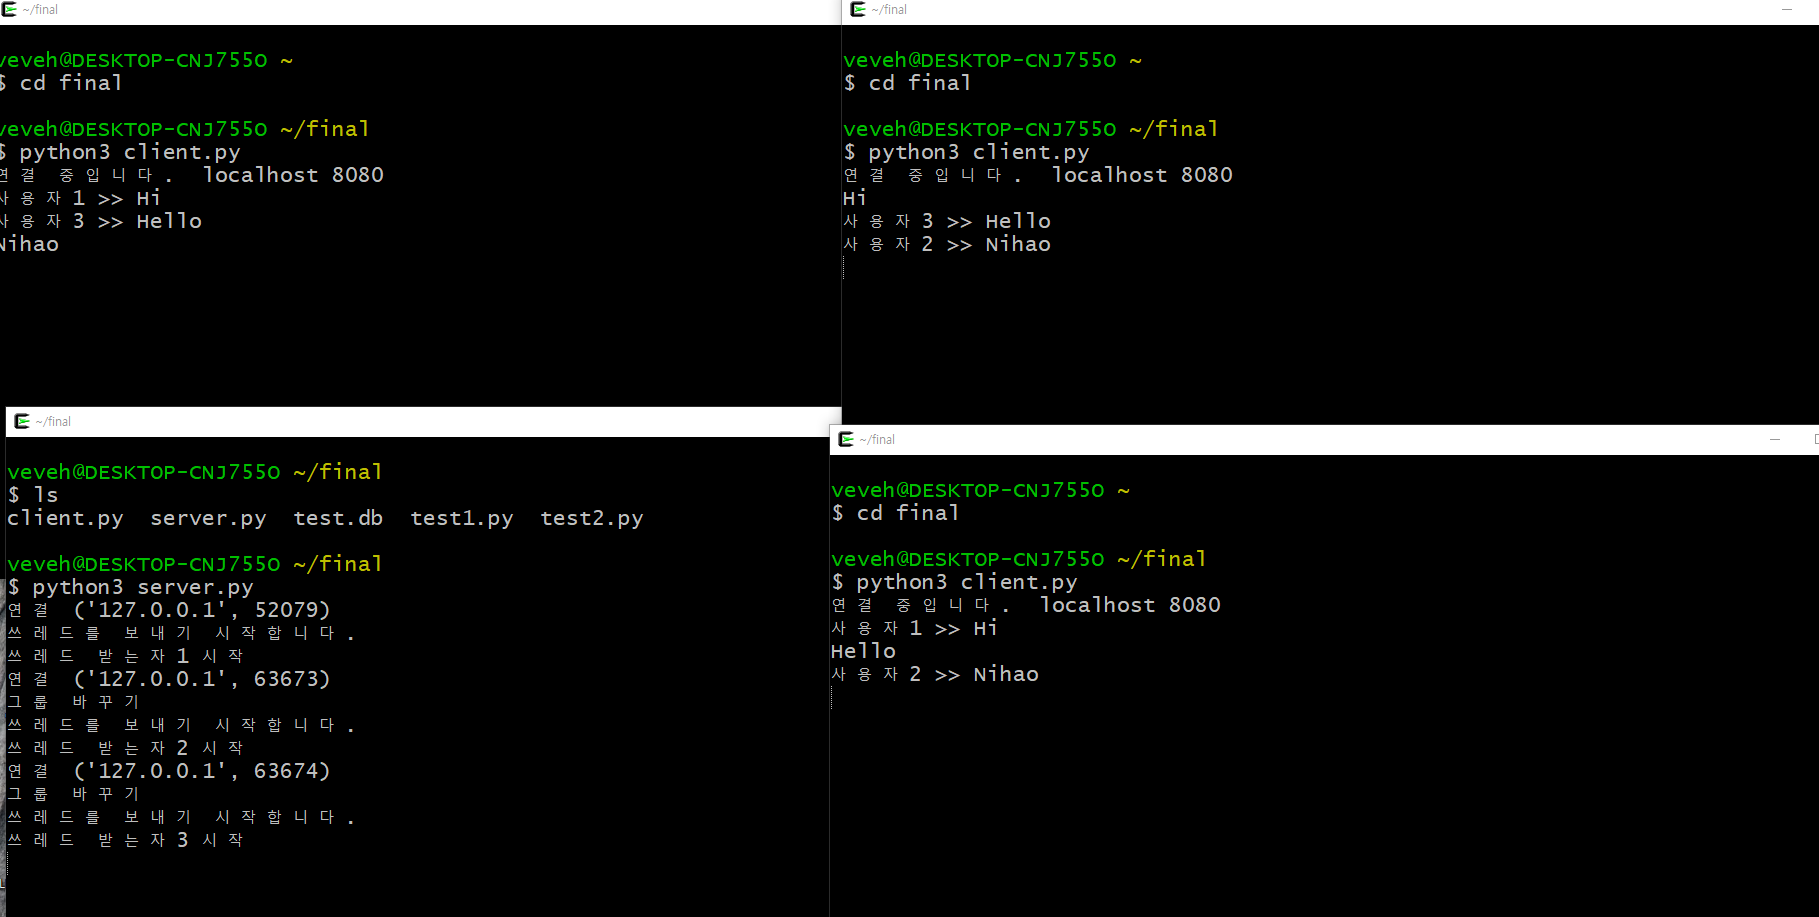 ~/final
veveh@DESKTOP-CNJ755O ~
$ cd final
veveh@DESKTOP-CNJ755O ~/final
$ python3 client.py
연결 중입니다. localhost 8080
사용자1 >> Hi
사용자3 >> Hello
Nihao
~/final
veveh@DESKTOP-CNJ755O ~
$ cd final
veveh@DESKTOP-CNJ755O ~/final
$ python3 client.py
연결 중입니다. localhost 8080
Hi
사용자3 >> Hello
사용자2 >> Nihao
~/final
veveh@DESKTOP-CNJ755O ~/final
$ ls
client.py server.py test.db test1.py test2.py
veveh@DESKTOP-CNJ755O ~/final
$ python3 server.py
연결 ('127.0.0.1', 52079)
쓰레드를 보내기 시작합니다.
쓰레드 받는자1 시작
연결 ('127.0.0.1', 63673)
그룹 바꾸기
쓰레드를 보내기 시작합니다.
쓰레드 받는자2 시작
연결 ('127.0.0.1', 63674)
그룹 바꾸기
쓰레드를 보내기 시작합니다.
쓰레드 받는자3 시작
~/final
veveh@DESKTOP-CNJ755O ~
$ cd final
veveh@DESKTOP-CNJ755O ~/final
$ python3 client.py
연결 중입니다. localhost 8080
사용자1 >> Hi
Hello
사용자2 >> Nihao